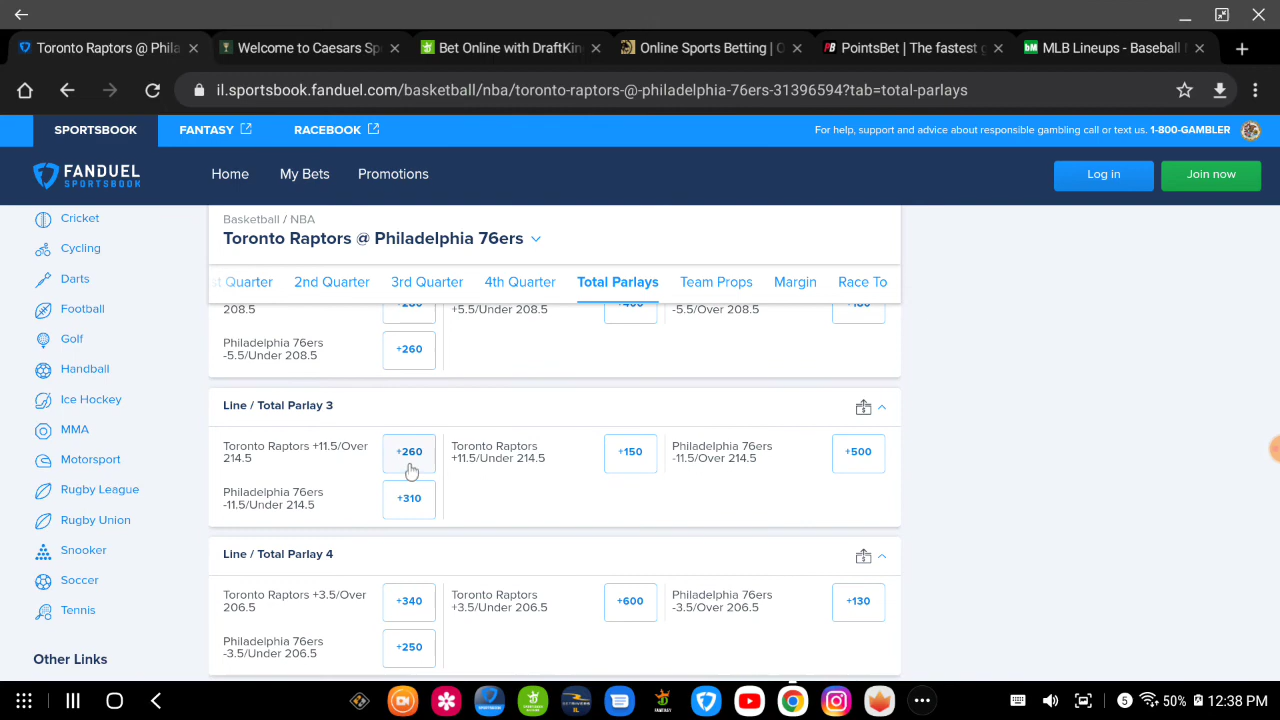 Toronto Raptors @ Phila
Welcome to Caesars Sp
Bet Online with DraftKin
Online Sports Betting | O
PointsBet | The fastest g
MLB Lineups - Baseball
il.sportsbook.fanduel.com/basketball/nba/toronto-raptors-@-philadelphia-76ers-31396594?tab=total-parlays
SPORTSBOOK
FANTASY
RACEBOOK
For help, support and advice about responsible gambling call or text us. 1-800-GAMBLER
FANDUEL
SPORTSBOOK
Home
My Bets
Promotions
Log in
Join now
Cricket
Cycling
Darts
Football
Golf
Handball
Ice Hockey
MMA
Motorsport
Rugby League
Rugby Union
Snooker
Soccer
Tennis
Other Links
Basketball / NBA
Toronto Raptors @ Philadelphia 76ers
Quarter
2nd Quarter
3rd Quarter
4th Quarter
Total Parlays
Team Props
Margin
Race To
208.5
+5.5/Under 208.5
-5.5/Over 208.5
Philadelphia 76ers
-5.5/Under 208.5
+260
Line / Total Parlay 3
Toronto Raptors +11.5/Over
214.5
+260
Toronto Raptors
+11.5/Under 214.5
+150
Philadelphia 76ers
-11.5/Over 214.5
+500
Philadelphia 76ers
-11.5/Under 214.5
+310
Line / Total Parlay 4
Toronto Raptors +3.5/Over
206.5
+340
Toronto Raptors
+3.5/Under 206.5
+600
Philadelphia 76ers
-3.5/Over 206.5
+130
Philadelphia 76ers
-3.5/Under 206.5
+250
5
50%
12:38 PM